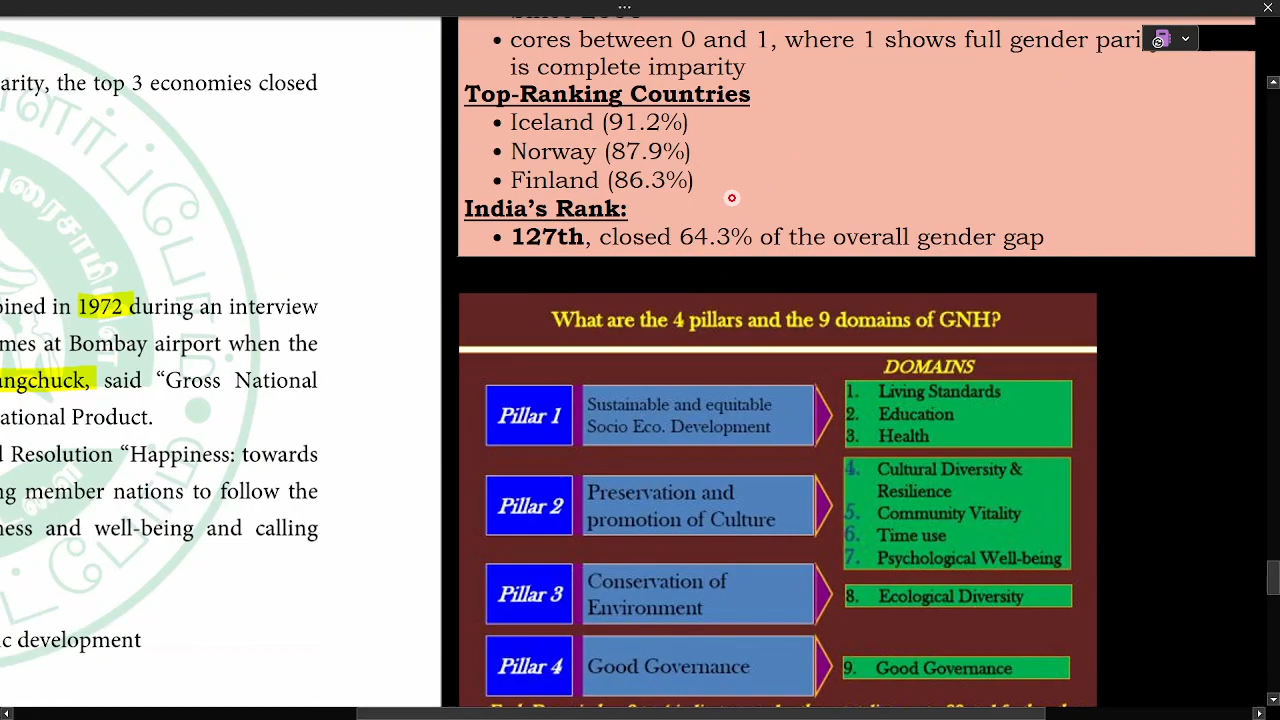 arity, the top 3 economies closed
oined in 1972 during an interview
mes at Bombay airport when the
angchuck, said “Gross National
ational Product.
d Resolution “Happiness: towards
ng member nations to follow the
ness and well-being and calling
ic development
• cores between 0 and 1, where 1 shows full gender pari
is complete imparity
Top-Ranking Countries
• Iceland (91.2%)
• Norway (87.9%)
• Finland (86.3%)
India’s Rank:
• 127th, closed 64.3% of the overall gender gap
What are the 4 pillars and the 9 domains of GNH?
DOMAINS
Pillar 1
Sustainable and equitable
Socio Eco. Development
1. Living Standards
2. Education
3. Health
Pillar 2
Preservation and
promotion of Culture
4. Cultural Diversity &
Resilience
5. Community Vitality
6. Time use
7. Psychological Well-being
Pillar 3
Conservation of
Environment
8. Ecological Diversity
Pillar 4
Good Governance
9. Good Governance